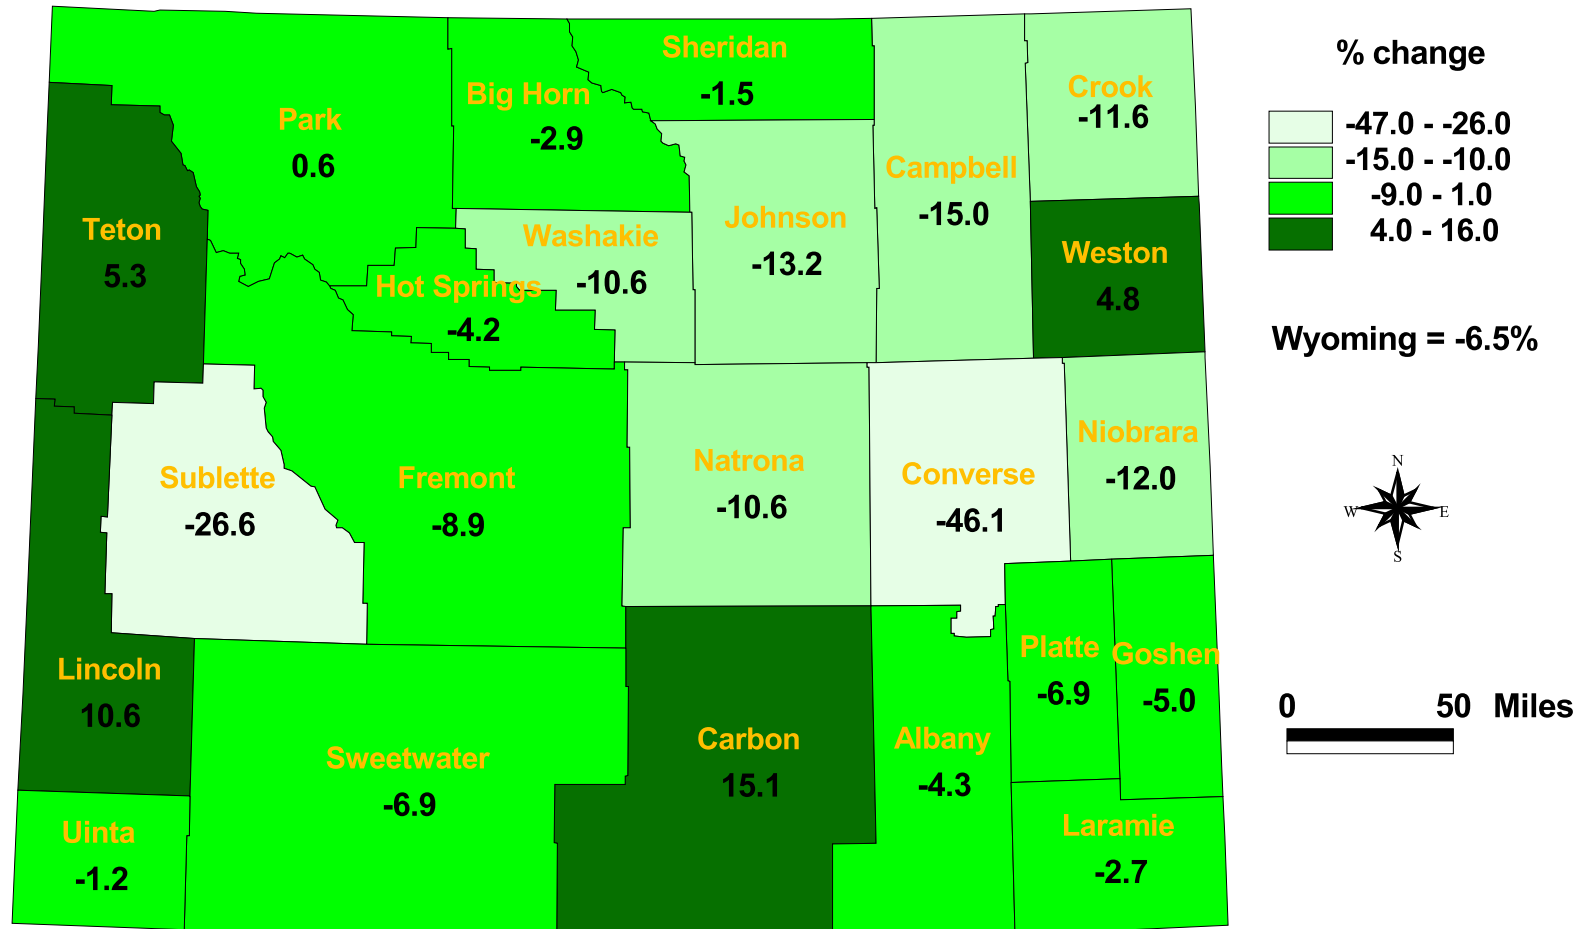 Sheridan
-1.5
Big Horn
-2.9
Park
0.6
Crook
-11.6
Campbell
-15.0
Johnson
-13.2
Teton
5.3
Washakie
-10.6
Weston
4.8
Hot Springs
-4.2
Sublette
-26.6
Fremont
-8.9
Natrona
-10.6
Converse
-46.1
Niobrara
-12.0
Lincoln
10.6
Platte
-6.9
Goshen
-5.0
Sweetwater
-6.9
Carbon
15.1
Albany
-4.3
Uinta
-1.2
Laramie
-2.7
% change
-47.0 - -26.0
-15.0 - -10.0
-9.0 - 1.0
4.0 - 16.0
Wyoming = -6.5%
N
W E
S
0 50 Miles